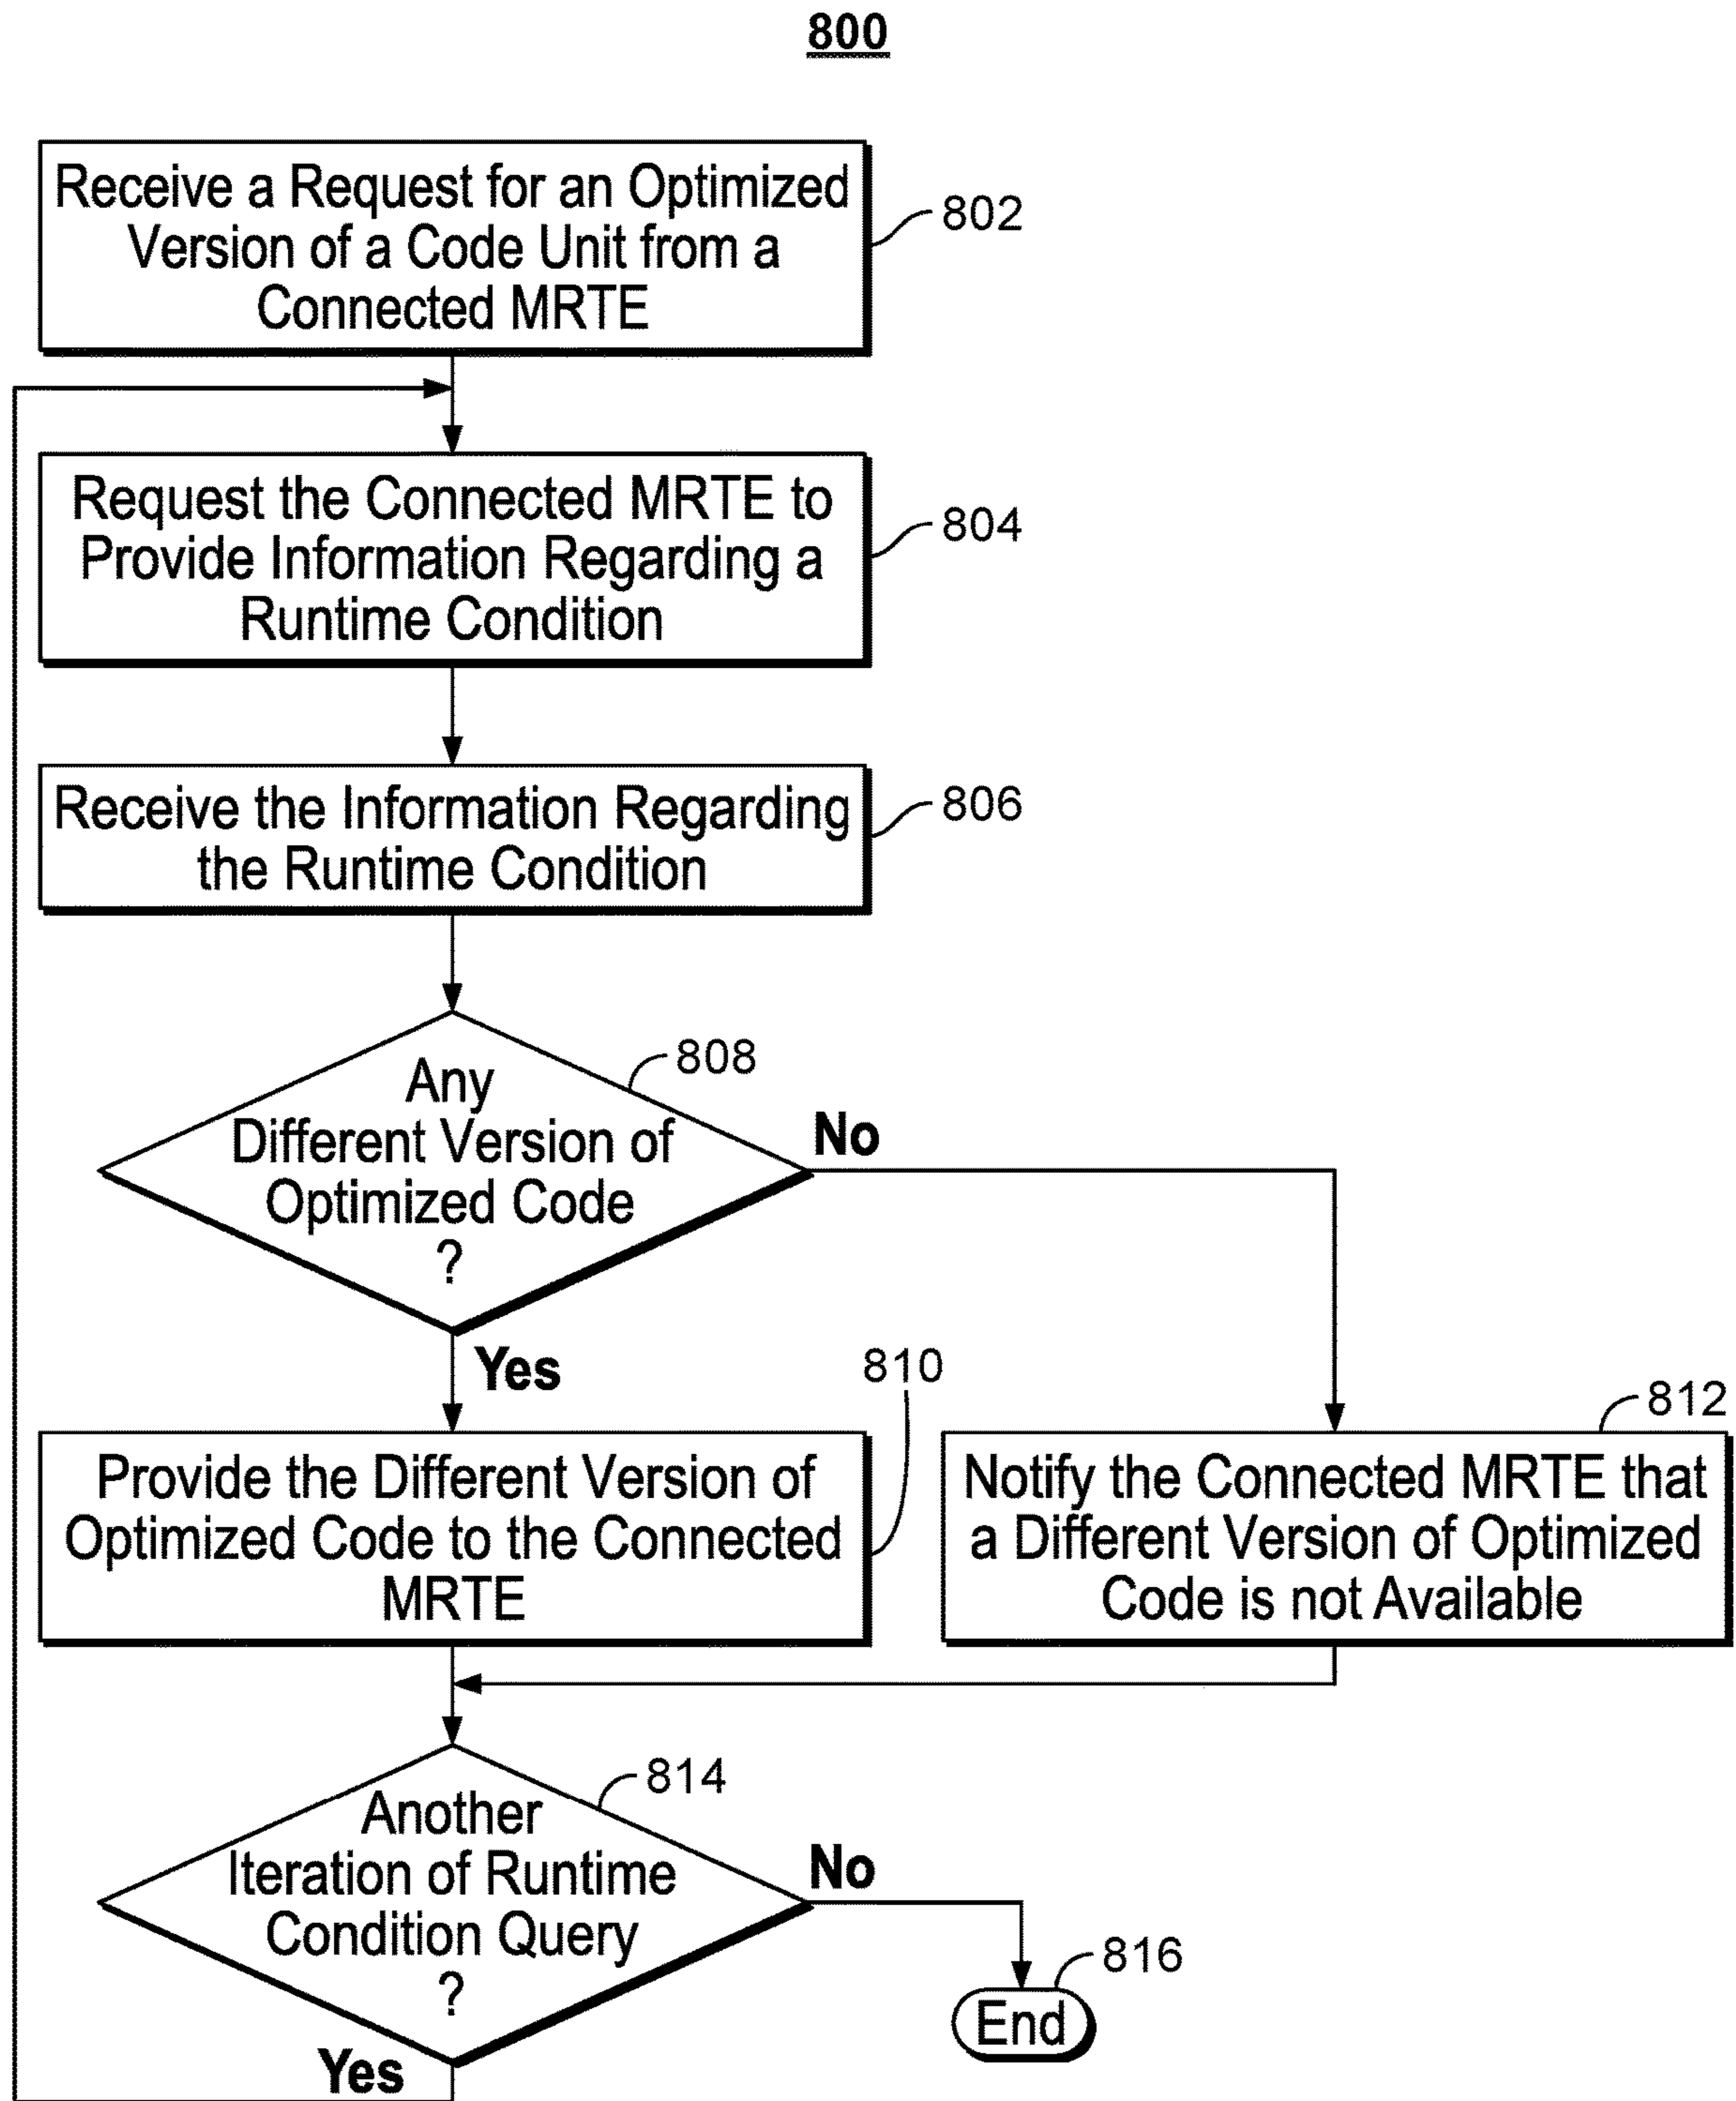 800
Receive a Request for an Optimized
Version of a Code Unit from a
Connected MRTE
802
Request the Connected MRTE to
Provide Information Regarding a
Runtime Condition
804
Receive the Information Regarding
the Runtime Condition
806
808
Any
Different Version of
Optimized Code
?
No
Yes
810
Provide the Different Version of
Optimized Code to the Connected
MRTE
812
Notify the Connected MRTE that
a Different Version of Optimized
Code is not Available
814
Another
Iteration of Runtime
Condition Query
?
No
816
End
Yes